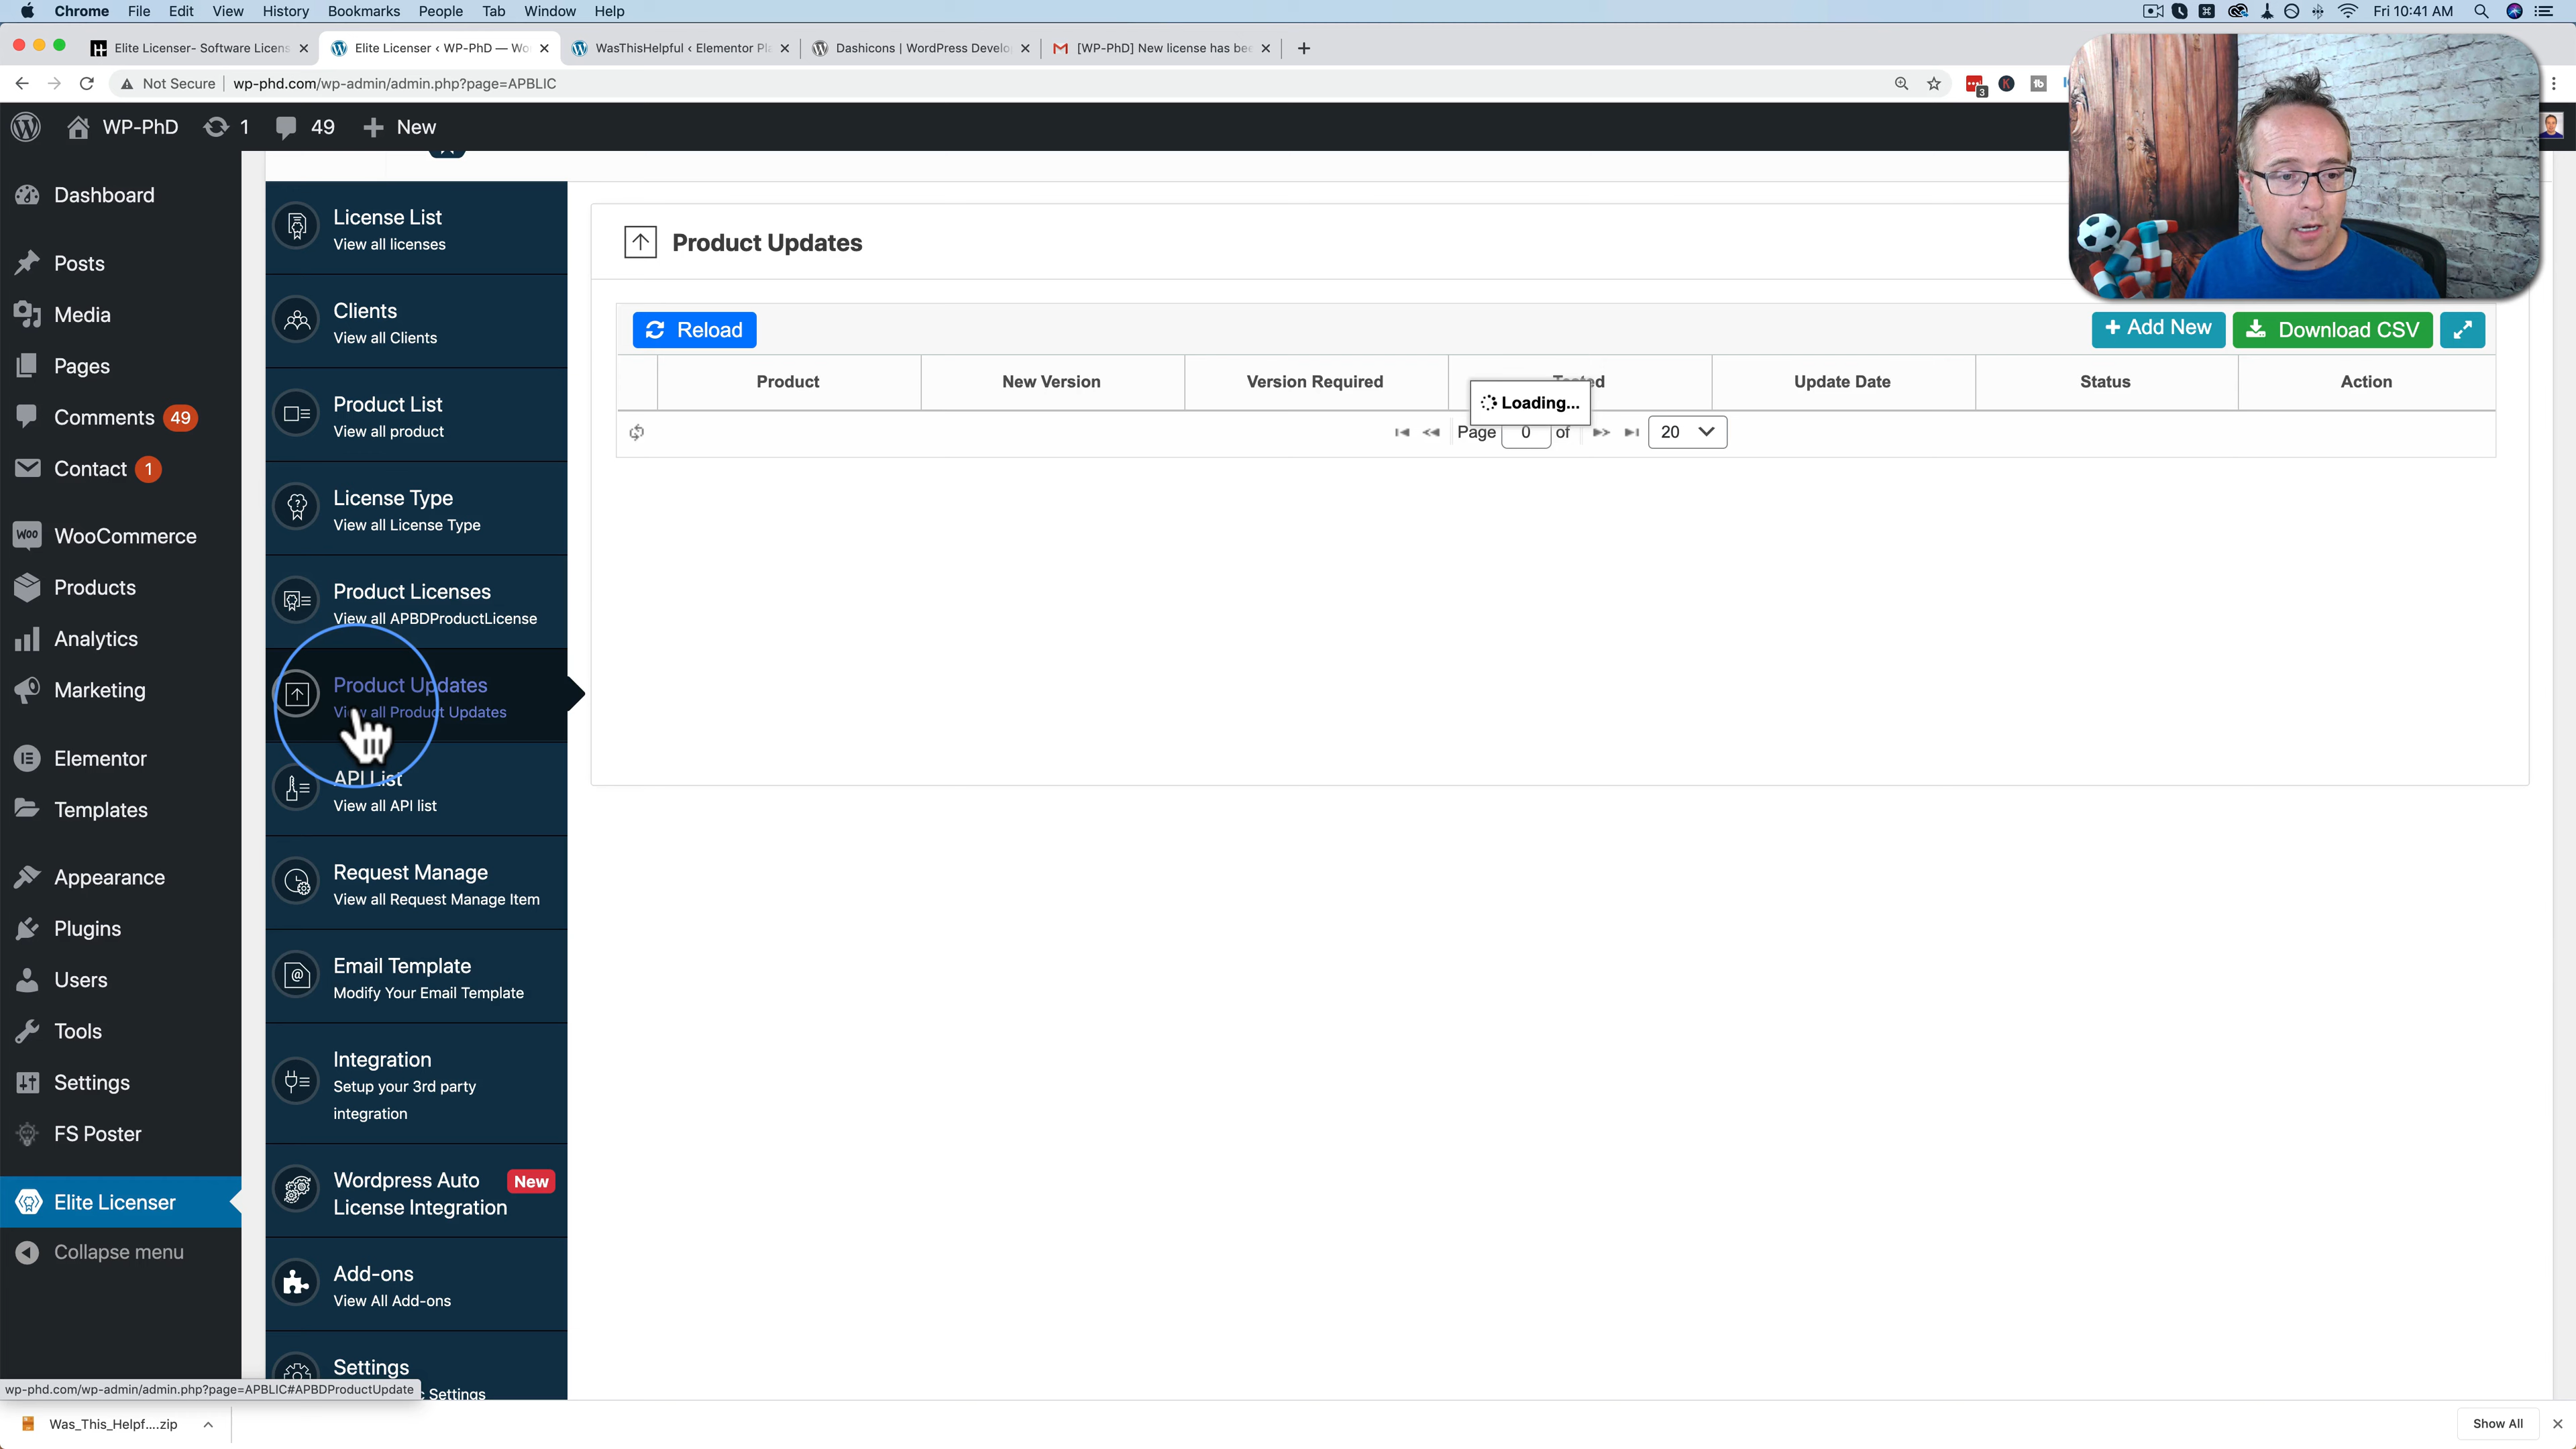 Chrome File Edit View History Bookmarks People Tab Window Help
Fri 10:41 AM
Elite Licenser- Software Licens
Elite Licenser ‹ WP-PhD — Wo
WasThisHelpful ‹ Elementor Pl
Dashicons | WordPress Develo
[WP-PhD] New license has bee
Not Secure
wp-phd.com/wp-admin/admin.php?page=APBLIC
3
WP-PhD
1
49
New
Dashboard
Posts
Media
Pages
Comments 49
Contact 1
WooCommerce
Products
Analytics
Marketing
Elementor
Templates
Appearance
Plugins
Users
Tools
Settings
FS Poster
Elite Licenser
Collapse menu
License List
View all licenses
Clients
View all Clients
Product List
View all product
License Type
View all License Type
Product Licenses
View all APBDProductLicense
Product Updates
View all Product Updates
API List
View all API list
Request Manage
View all Request Manage Item
Email Template
Modify Your Email Template
Integration
Setup your 3rd party
integration
Wordpress Auto New
License Integration
Add-ons
View All Add-ons
Settings
c Settings
Product Updates
Reload
Add New
Download CSV
Product New Version Version Required Tested Update Date Status Action
Loading...
Page 0 of 20
wp-phd.com/wp-admin/admin.php?page=APBLIC#APBDProductUpdate
Was_This_Helpf....zip
Show All